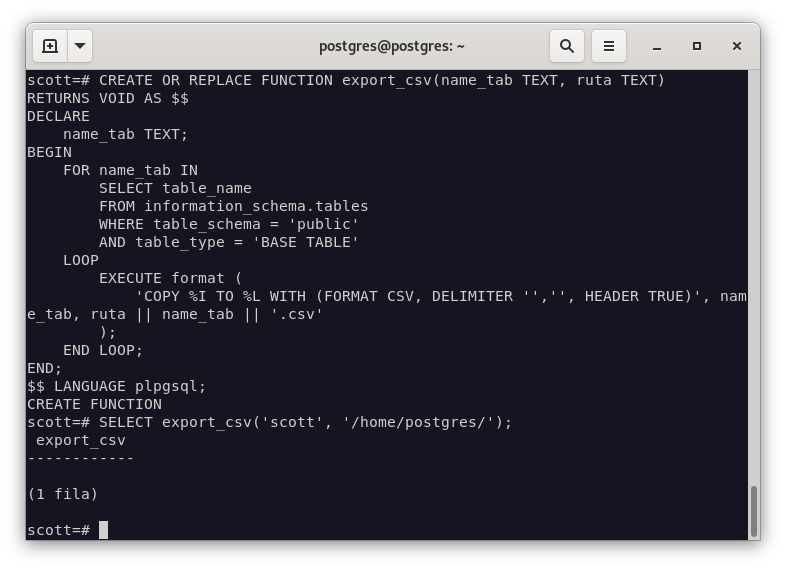 postgres@postgres: ~
scott=# CREATE OR REPLACE FUNCTION export_csv(name_tab TEXT, ruta TEXT)
RETURNS VOID AS $$
DECLARE
    name_tab TEXT;
BEGIN
    FOR name_tab IN
        SELECT table_name
        FROM information_schema.tables
        WHERE table_schema = 'public'
        AND table_type = 'BASE TABLE'
    LOOP
        EXECUTE format (
            'COPY %I TO %L WITH (FORMAT CSV, DELIMITER '','', HEADER TRUE)', nam
e_tab, ruta || name_tab || '.csv'
        );
    END LOOP;
END;
$$ LANGUAGE plpgsql;
CREATE FUNCTION
scott=# SELECT export_csv('scott', '/home/postgres/');
 export_csv
------------
(1 fila)
scott=#